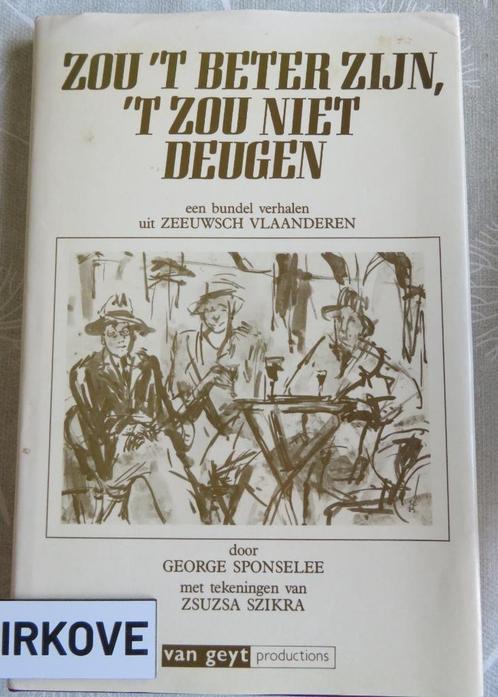 ZOU 'T BETER ZIJN,
'T ZOU NIET
DEUGEN
een bundel verhalen
uit ZEEUWSCH VLAANDEREN
door
GEORGE SPONSELEE
met tekeningen van
ZSUZSA SZIKRA
IRKOVE
van geyt productions